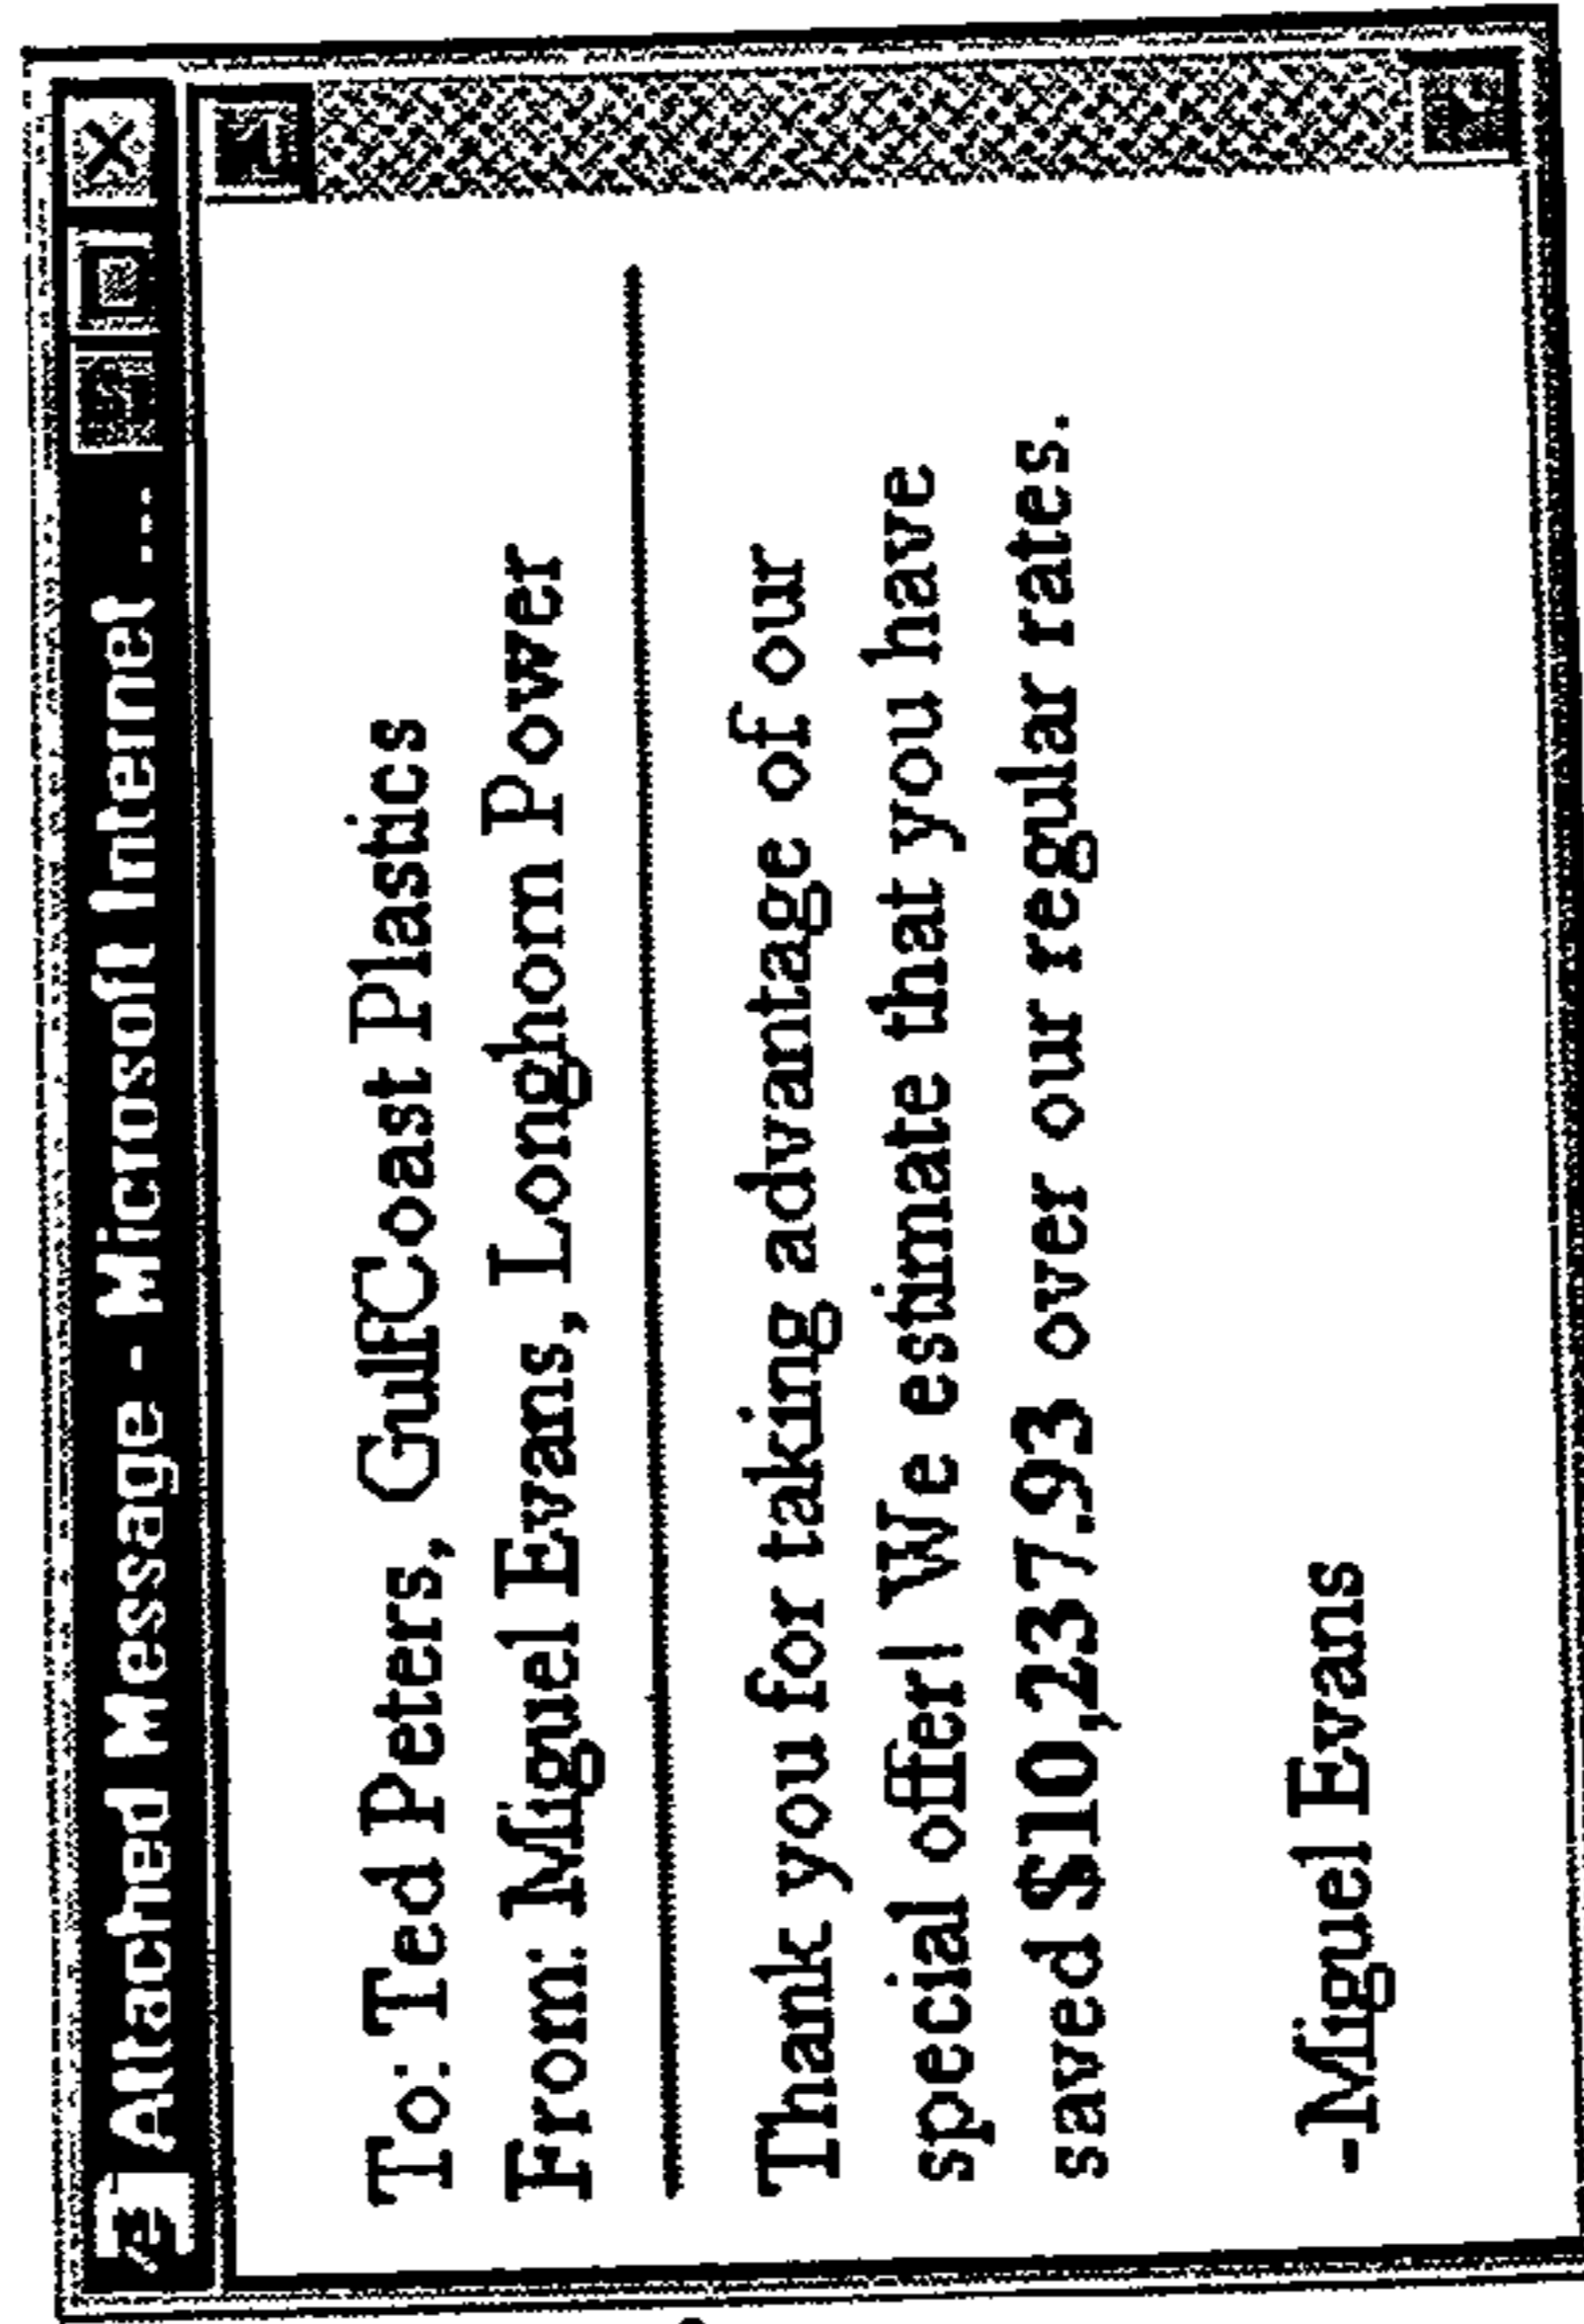 Attached Message - Microsoft Internet ...
To: Ted Peters, GulfCoast Plastics
From: Miguel Evans, Longhorn Power
Thank you for taking advantage of our
special offer! We estimate that you have
saved $10,237.93 over our regular rates.
-Miguel Evans